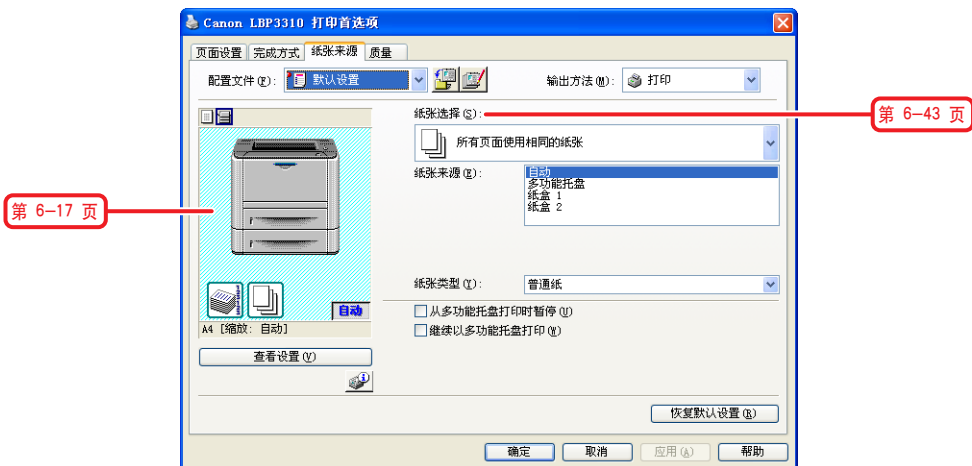 Canon LBP3310 打印首选项
页面设置 完成方式 纸张来源 质量
配置文件(F): 默认设置 输出方法(M): 打印
纸张选择(S):
第 6-43 页
所有页面使用相同的纸张
纸张来源(E):
自动
多功能托盘
纸盒 1
纸盒 2
第 6-17 页
纸张类型(Y): 普通纸
自动
从多功能托盘打印时暂停(U)
A4 [缩放: 自动]
继续以多功能托盘打印(W)
查看设置(V)
恢复默认设置(R)
确定 取消 应用(A) 帮助